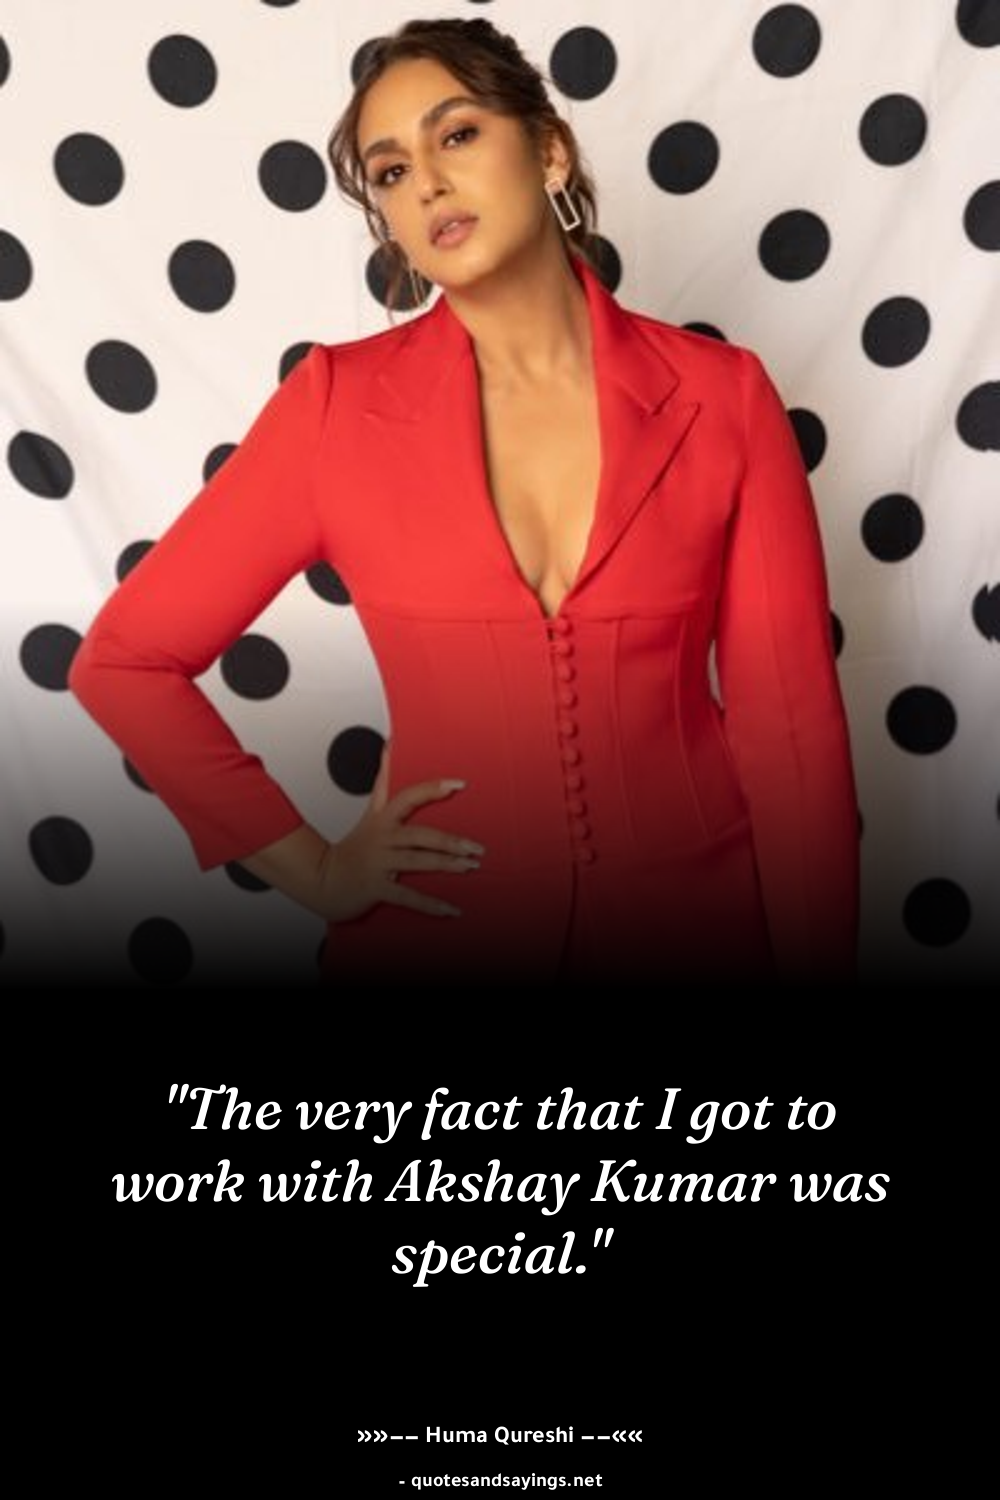 "The very fact that I got to
work with Akshay Kumar was
special."
»»−− Huma Qureshi −−««
- quotesandsayings.net